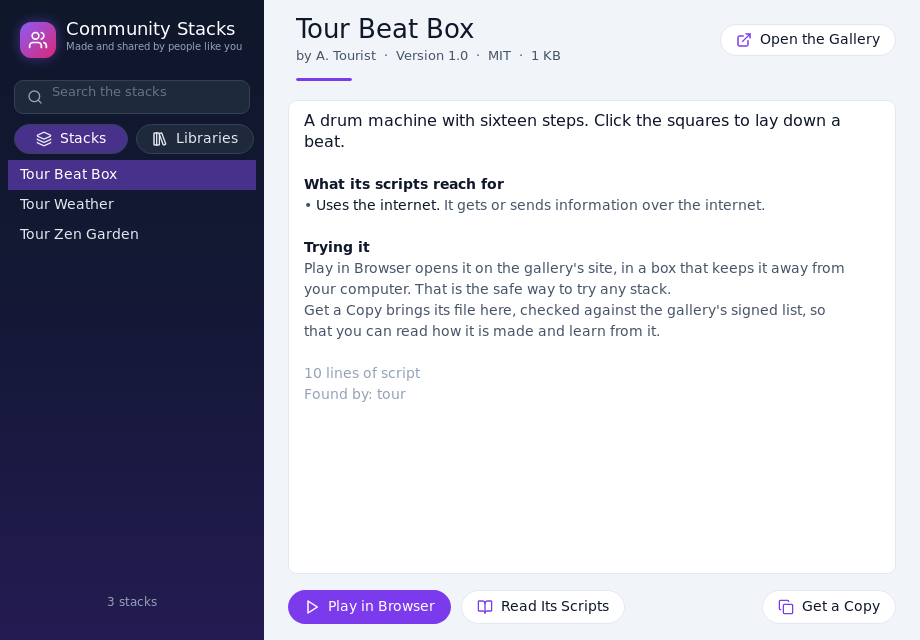 Community Stacks
Made and shared by people like you
Search the stacks
Stacks
Libraries
Tour Beat Box
Tour Weather
Tour Zen Garden
3 stacks
Tour Beat Box
by A. Tourist · Version 1.0 · MIT · 1 KB
Open the Gallery
A drum machine with sixteen steps. Click the squares to lay down a
beat.
What its scripts reach for
• Uses the internet. It gets or sends information over the internet.
Trying it
Play in Browser opens it on the gallery's site, in a box that keeps it away from
your computer. That is the safe way to try any stack.
Get a Copy brings its file here, checked against the gallery's signed list, so
that you can read how it is made and learn from it.
10 lines of script
Found by: tour
Play in Browser
Read Its Scripts
Get a Copy